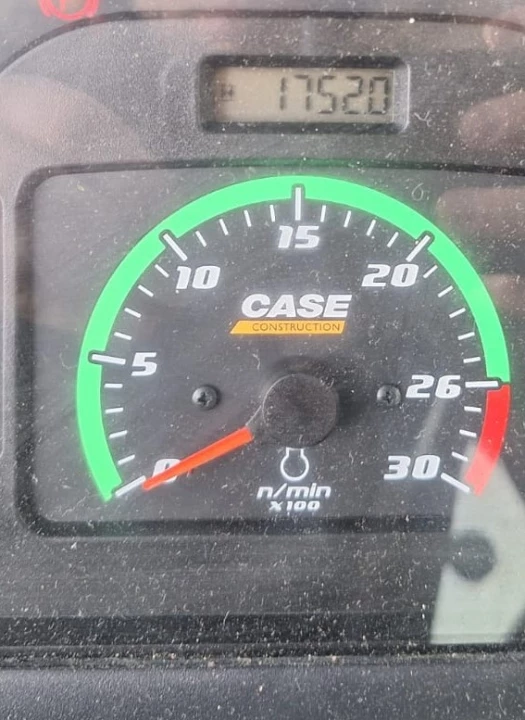 H 17520
15
10
20
CASE
CONSTRUCTION
5
26
0
30
n/min
X100